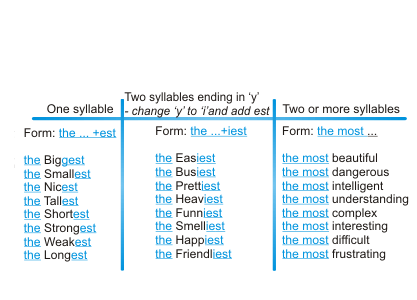 One syllable
Two syllables ending in ‘y’
- change ‘y’ to ‘i’and add est
Two or more syllables
Form: the ... +est
the Biggest
the Smallest
the Nicest
the Tallest
the Shortest
the Strongest
the Weakest
the Longest
Form: the ...+iest
the Easiest
the Busiest
the Prettiest
the Heaviest
the Funniest
the Smelliest
the Happiest
the Friendliest
Form: the most ...
the most beautiful
the most dangerous
the most intelligent
the most understanding
the most complex
the most interesting
the most difficult
the most frustrating